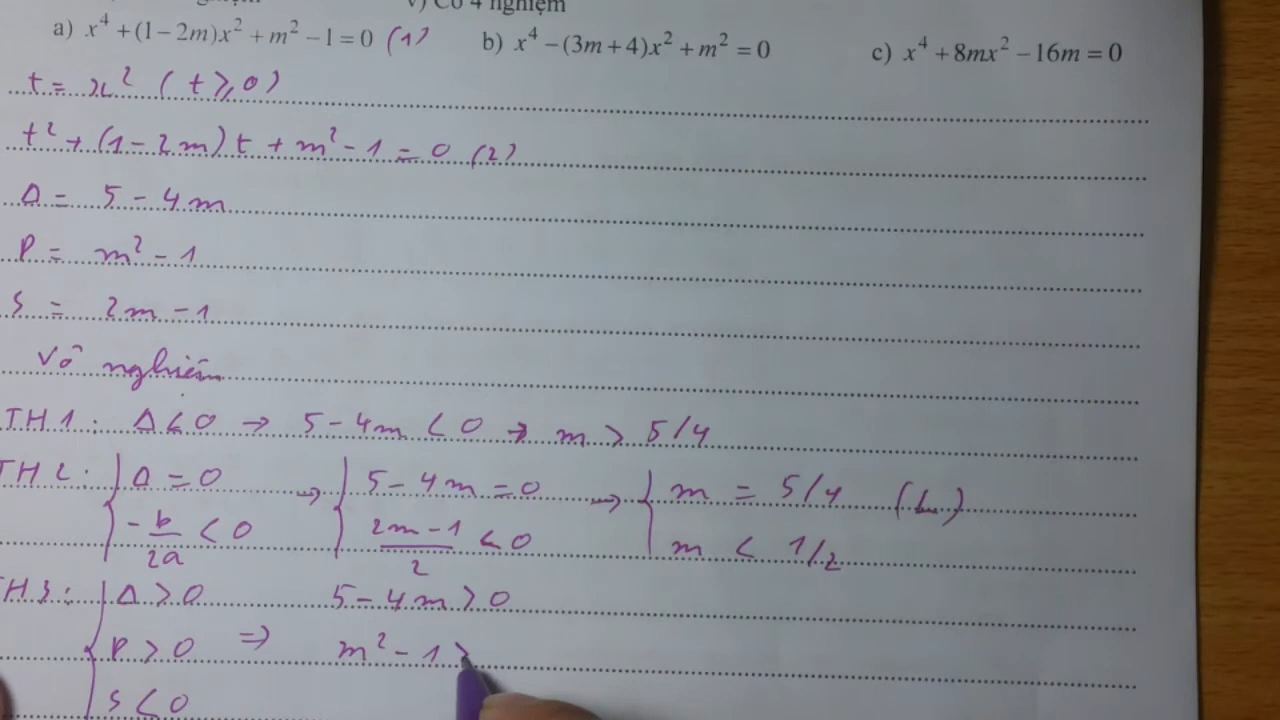 v) Có 4 nghiệm
a) x⁴ + (1 − 2m)x² + m² − 1 = 0 (1) b) x⁴ − (3m + 4)x² + m² = 0 c) x⁴ + 8mx² − 16m = 0
t = x² (t ≥ 0)
t² + (1 − 2m)t + m² − 1 = 0 (2)
Δ = 5 − 4m
P = m² − 1
S = 2m − 1
Vô nghiệm
TH1: Δ < 0 → 5 − 4m < 0 → m > 5/4
TH2: { Δ = 0 → { 5 − 4m = 0 → { m = 5/4 (L)
−b/2a < 0 (2m − 1)/2 < 0 m < 1/2
TH3: { Δ > 0 5 − 4m > 0
P > 0 ⇒ m² − 1 >
S < 0